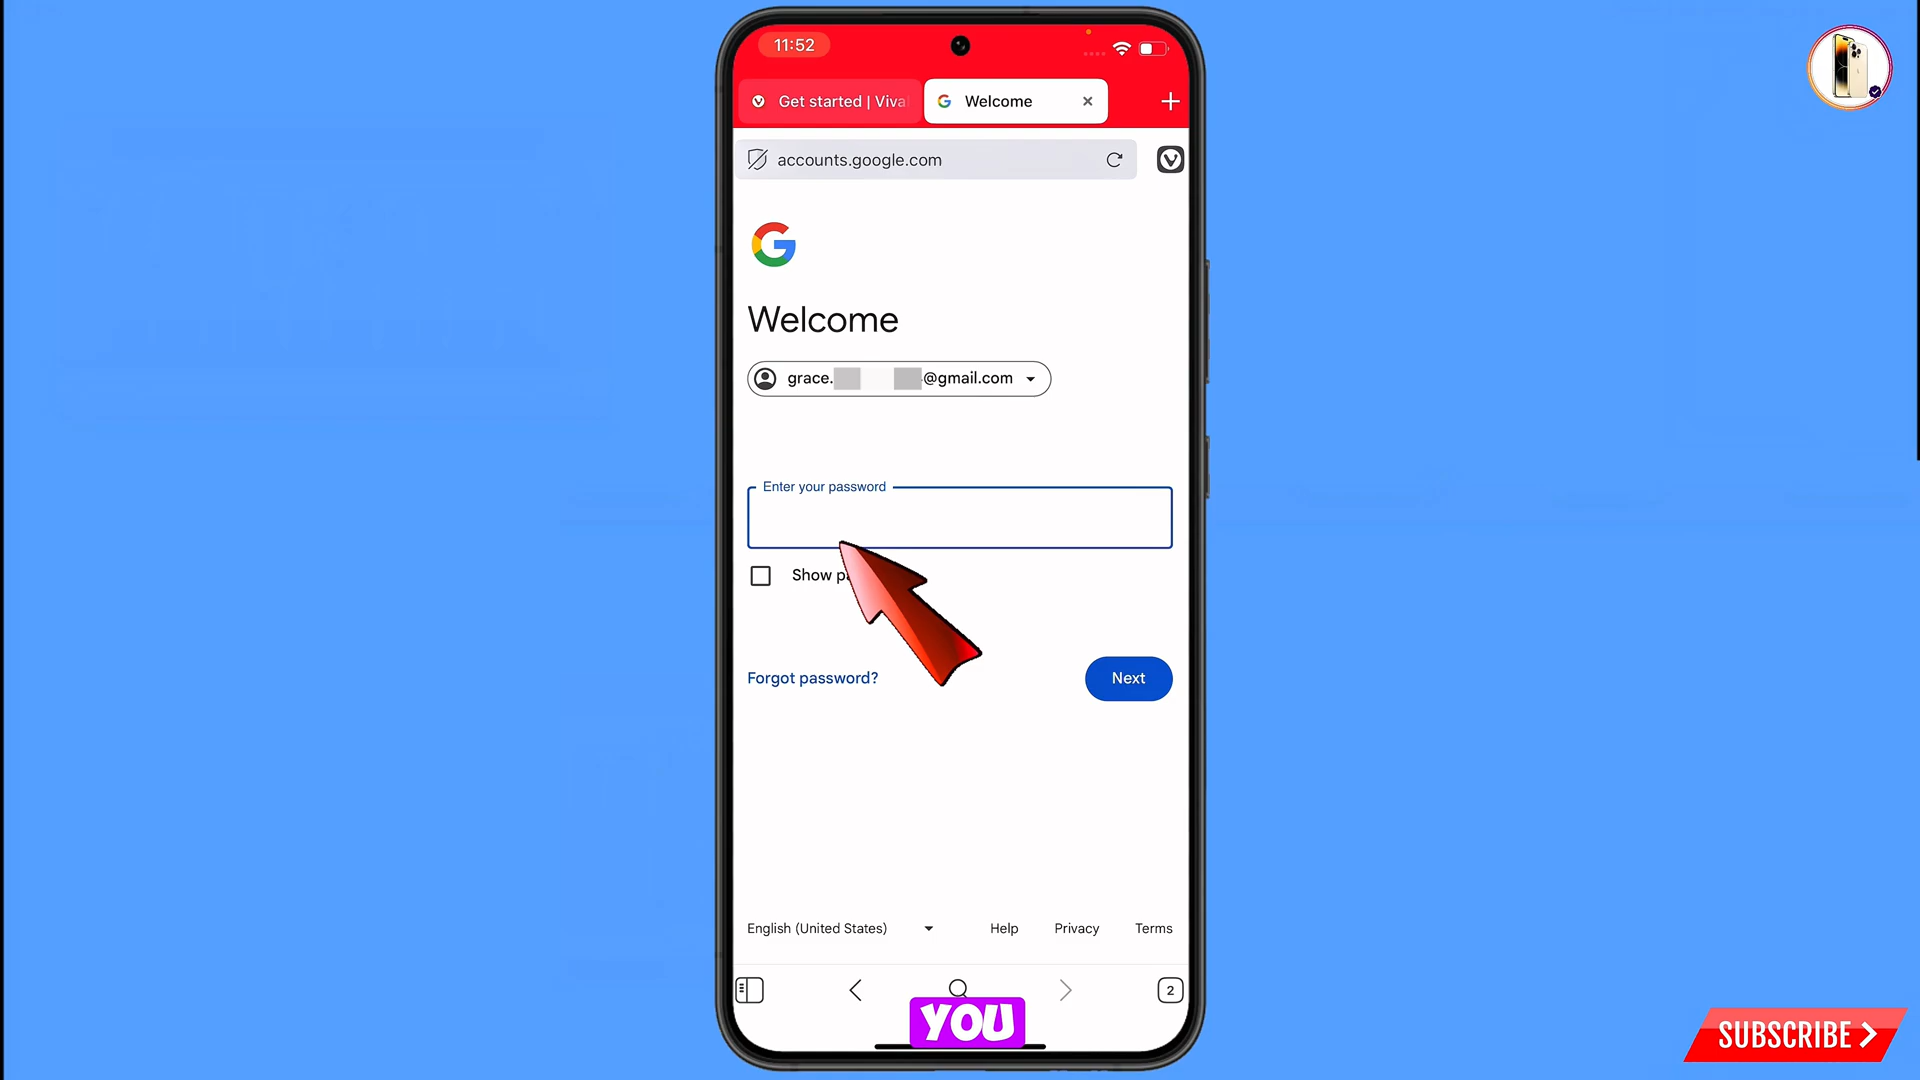 11:52
Get started | Viva
Welcome
accounts.google.com
Welcome
grace. @gmail.com
Enter your password
Show pa
Forgot password?
Next
English (United States)
Help
Privacy
Terms
2
YOU
SUBSCRIBE